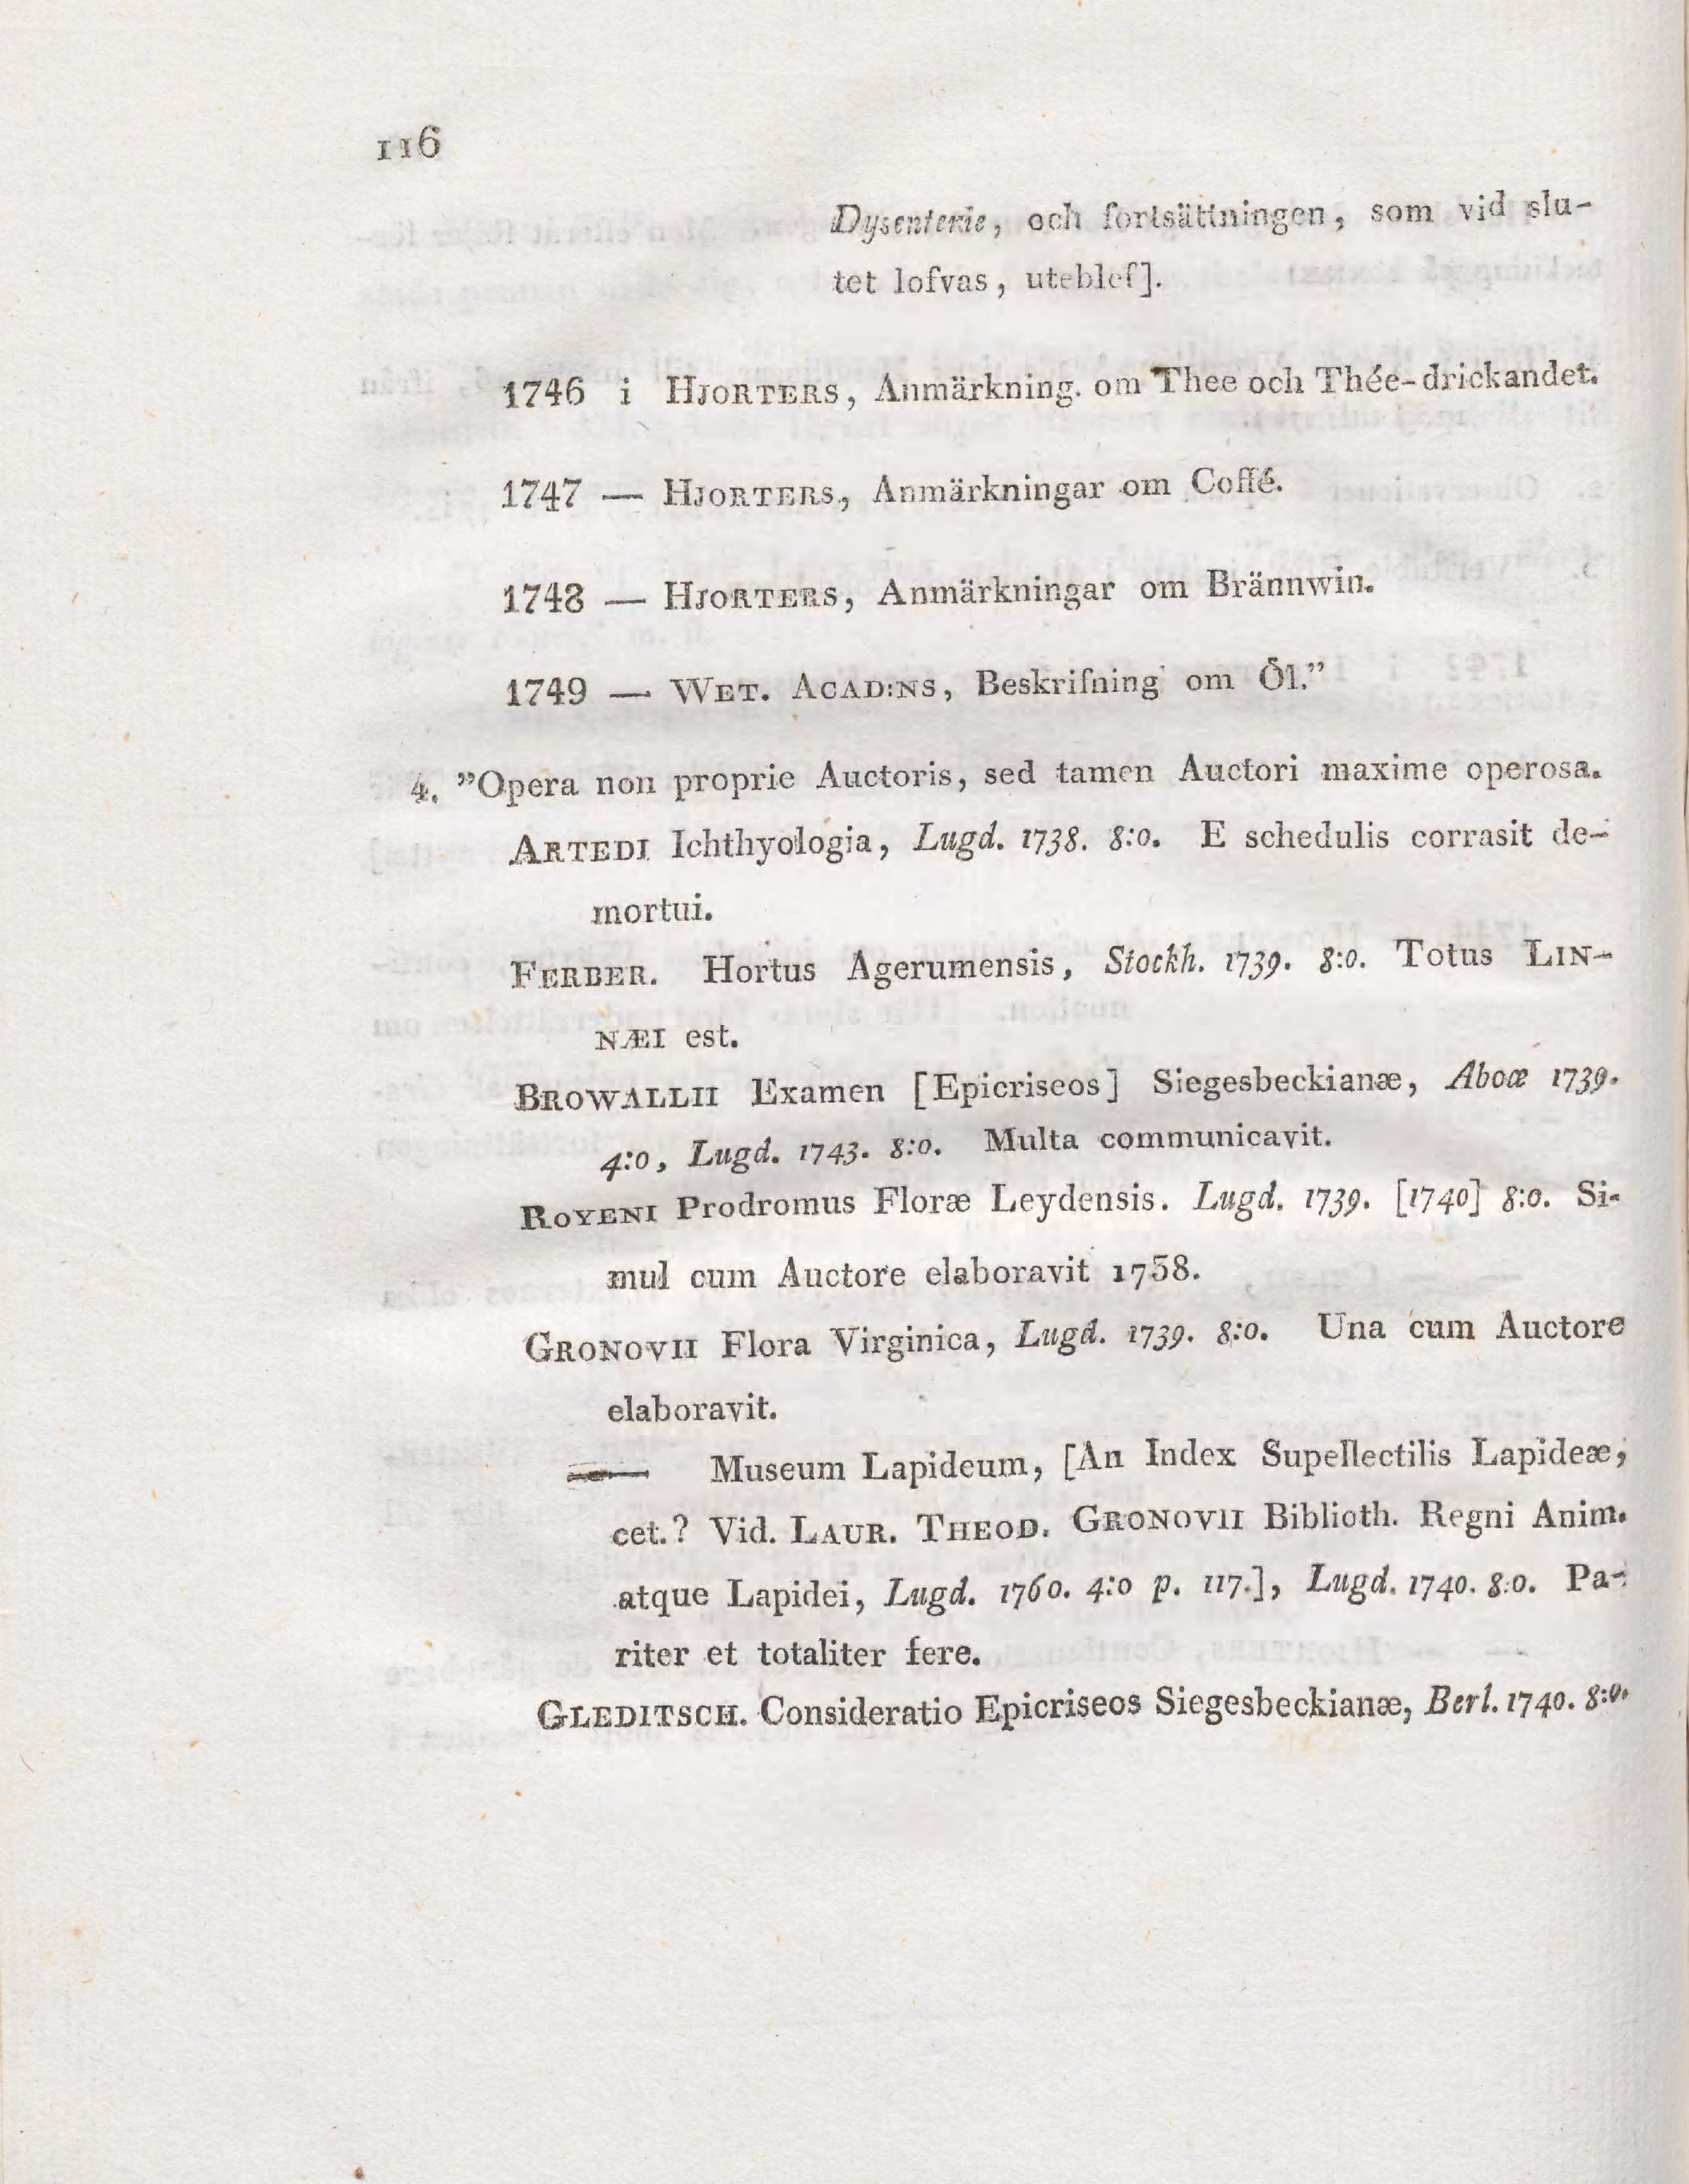 116
Dysenterie, och fortsättningen, som vid slu-
tet lofvas, uteblef].
1746 i HJORTERS, Anmärkning. om Thee och Thée-drickandet.
1747 — HJORTERS, Anmärkningar om Coffé.
1748 — HJORTERS, Anmärkningar om Brännwin.
1749 — WET. ACAD:NS, Beskrifning om Öl.”
4. ”Opera non proprie Auctoris, sed tamen Auctori maxime operosa.
ARTEDI Ichthyologia, Lugd. 1738. 8:o. E schedulis corrasit de-
mortui.
FERBER. Hortus Agerumensis, Stockh. 1739. 8:o. Totus LIN-
NÆI est.
BROWALLII Examen [Epicriseos] Siegesbeckianæ, Aboæ 1739.
4:o, Lugd. 1743. 8:o. Multa communicavit.
ROYENI Prodromus Floræ Leydensis. Lugd. 1739. [1740] 8:o. Si-
mul cum Auctore elaboravit 1738.
GRONOVII Flora Virginica, Lugd. 1739. 8:o. Una cum Auctore
elaboravit.
— Museum Lapideum, [An Index Supellectilis Lapideæ,
cet.? Vid. LAUR. THEOD. GRONOVII Biblioth. Regni Anim.
atque Lapidei, Lugd. 1760. 4:o p. 117.], Lugd. 1740. 8:o. Pa-
riter et totaliter fere.
GLEDITSCH. Consideratio Epicriseos Siegesbeckianæ, Berl. 1740. 8:o.